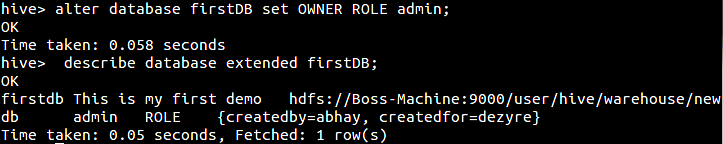 hive> alter database firstDB set OWNER ROLE admin;
OK
Time taken: 0.058 seconds
hive>  describe database extended firstDB;
OK
firstdb This is my first demo   hdfs://Boss-Machine:9000/user/hive/warehouse/new
db      admin   ROLE    {createdby=abhay, createdfor=dezyre}
Time taken: 0.05 seconds, Fetched: 1 row(s)